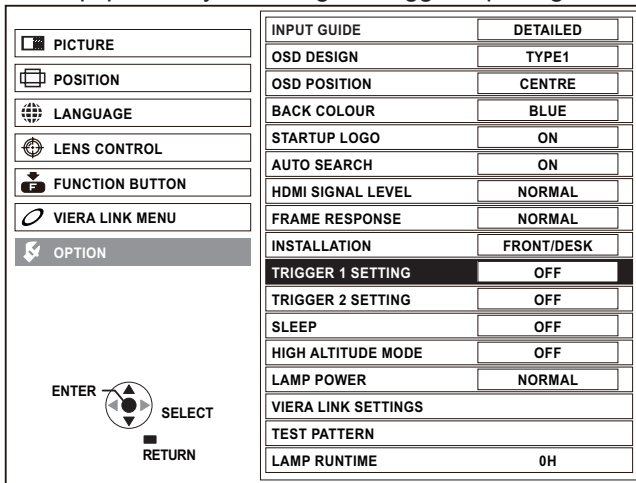 PICTURE
POSITION
LANGUAGE
LENS CONTROL
F FUNCTION BUTTON
VIERA LINK MENU
OPTION
ENTER
SELECT
RETURN
INPUT GUIDE DETAILED
OSD DESIGN TYPE1
OSD POSITION CENTRE
BACK COLOUR BLUE
STARTUP LOGO ON
AUTO SEARCH ON
HDMI SIGNAL LEVEL NORMAL
FRAME RESPONSE NORMAL
INSTALLATION FRONT/DESK
TRIGGER 1 SETTING OFF
TRIGGER 2 SETTING OFF
SLEEP OFF
HIGH ALTITUDE MODE OFF
LAMP POWER NORMAL
VIERA LINK SETTINGS
TEST PATTERN
LAMP RUNTIME 0H